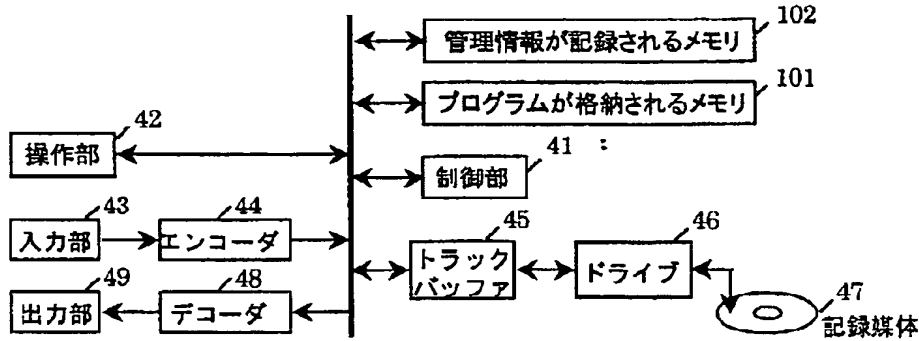 102
管理情報が記録されるメモリ
101
プログラムが格納されるメモリ
42
操作部
41 :
制御部
43
入力部
44
エンコーダ
45
トラック
バッファ
46
ドライブ
49
出力部
48
デコーダ
47
記録媒体